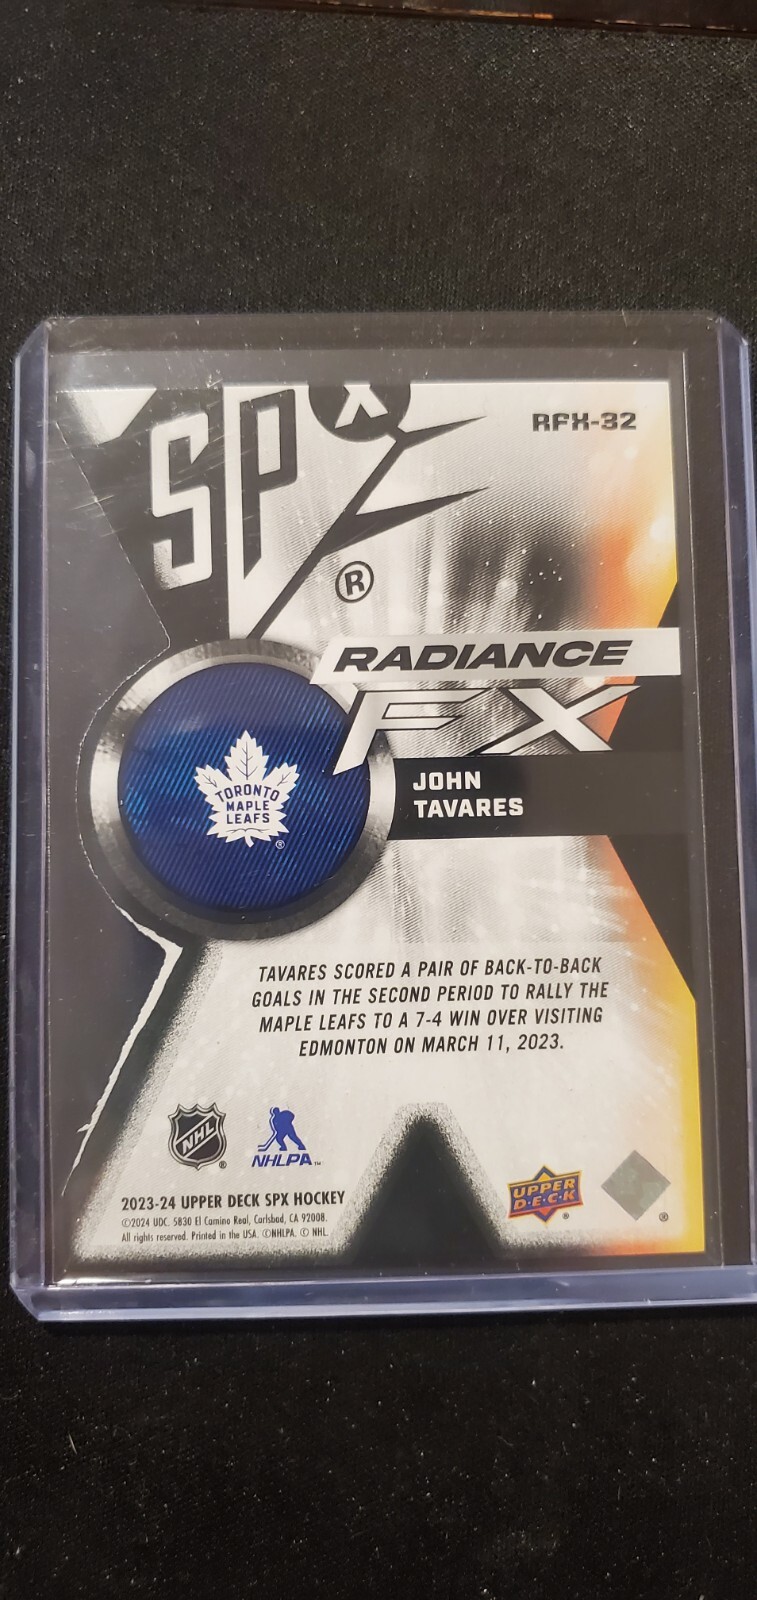 SPX
®
RFX-32
RADIANCE
FX
JOHN
TAVARES
TORONTO
MAPLE
LEAFS
®
TAVARES SCORED A PAIR OF BACK-TO-BACK
GOALS IN THE SECOND PERIOD TO RALLY THE
MAPLE LEAFS TO A 7-4 WIN OVER VISITING
EDMONTON ON MARCH 11, 2023.
NHL ®
NHLPA™
2023-24 UPPER DECK SPX HOCKEY
©2024 UDC. 5830 El Camino Real, Carlsbad, CA 92008.
All rights reserved. Printed in the USA. ©NHLPA. © NHL.
UPPER
DECK
®
®